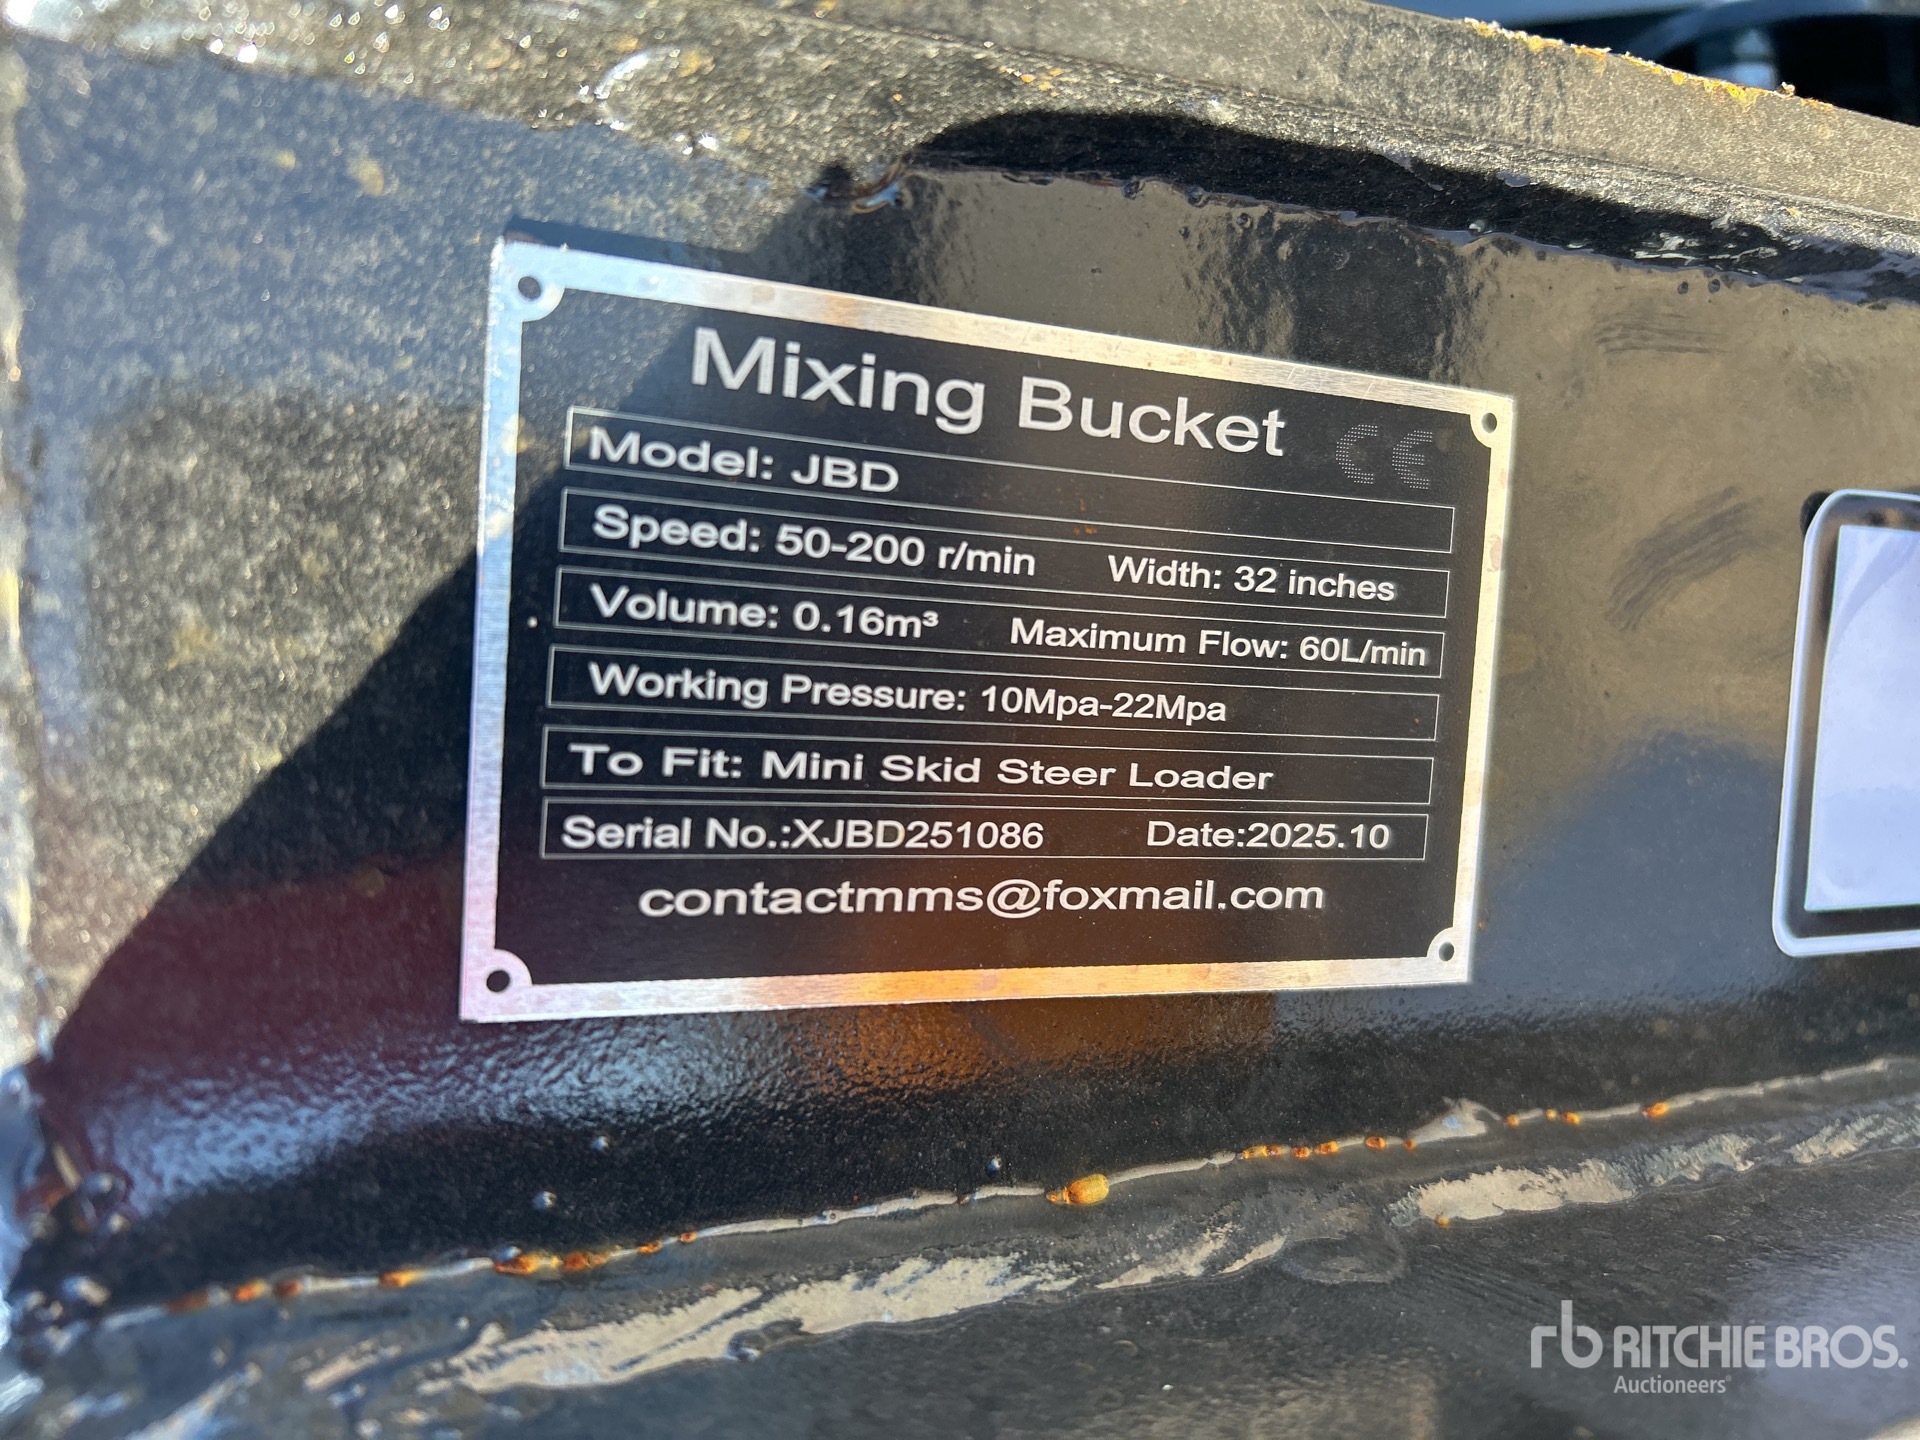 Mixing Bucket CE
Model: JBD
Speed: 50-200 r/min Width: 32 inches
Volume: 0.16m³ Maximum Flow: 60L/min
Working Pressure: 10Mpa-22Mpa
To Fit: Mini Skid Steer Loader
Serial No.:XJBD251086 Date:2025.10
contactmms@foxmail.com
rb RITCHIE BROS.
Auctioneers